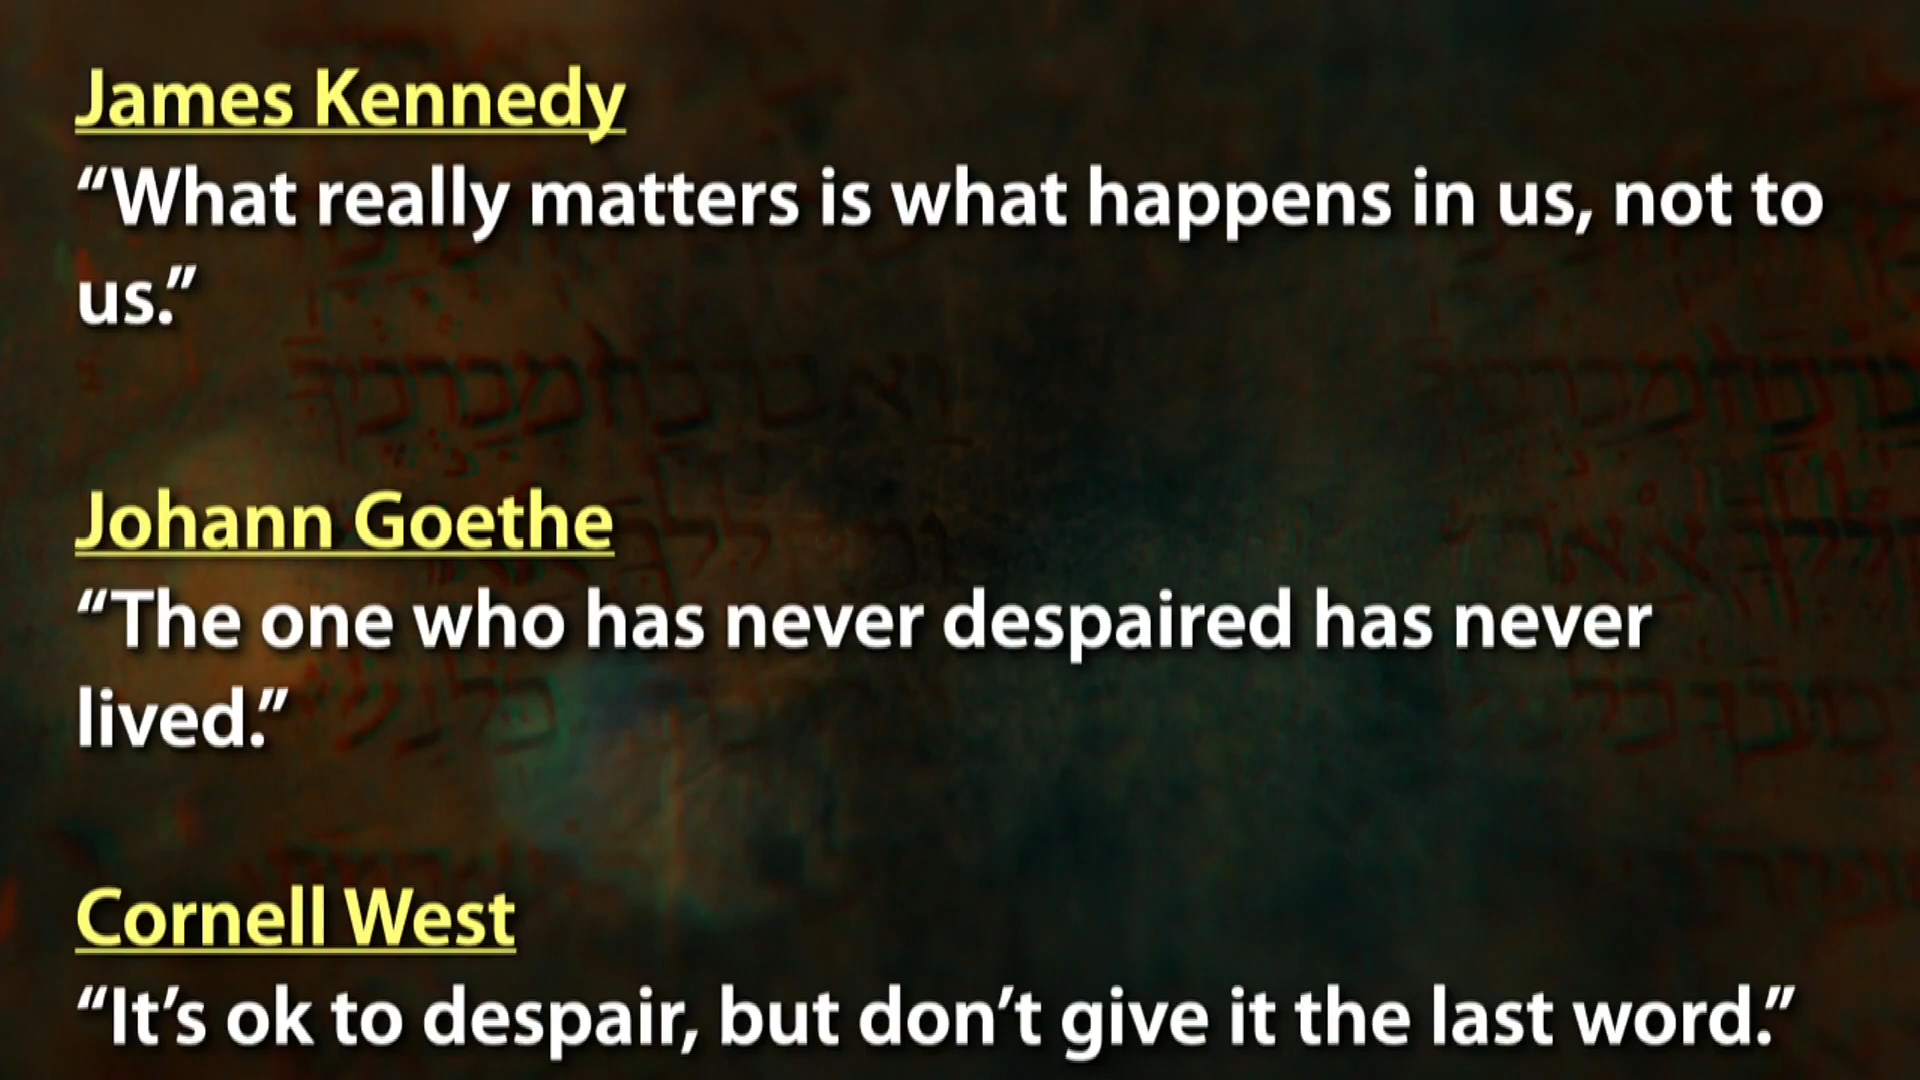 James Kennedy
“What really matters is what happens in us, not to
us.”
Johann Goethe
“The one who has never despaired has never
lived.”
Cornell West
“It’s ok to despair, but don’t give it the last word.”